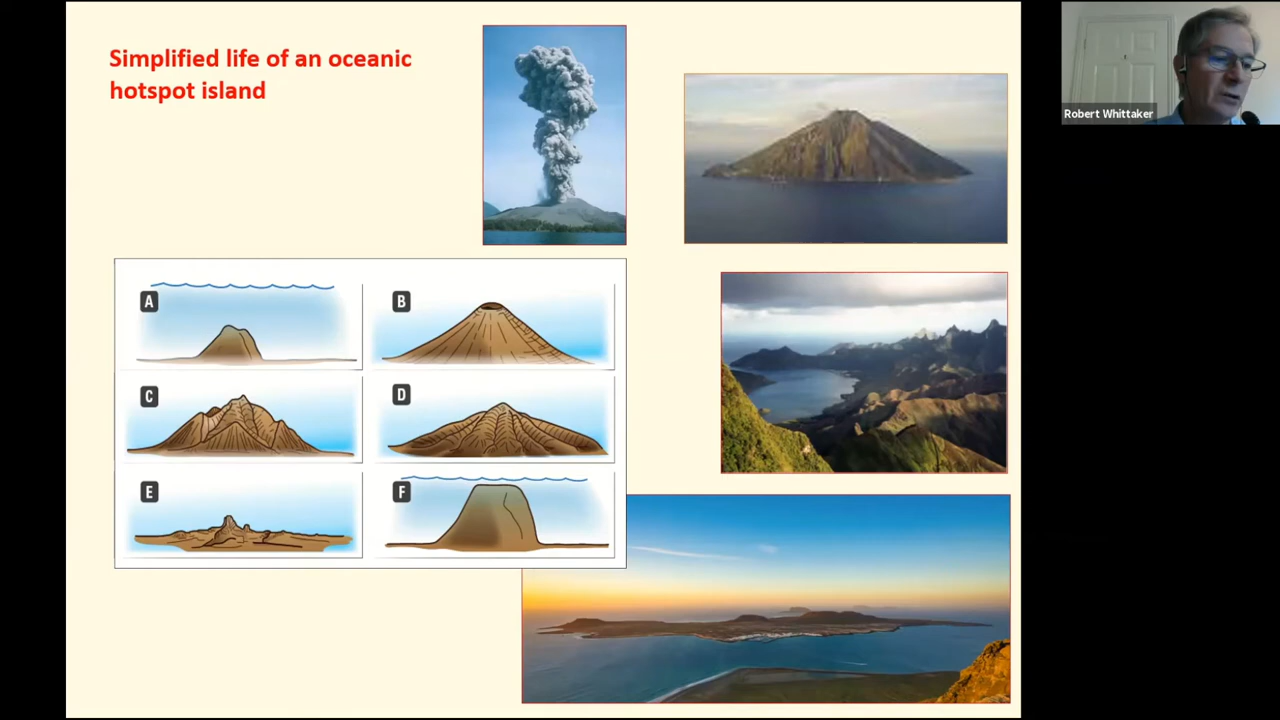 Simplified life of an oceanic
hotspot island
Robert Whittaker
A
B
C
D
E
F